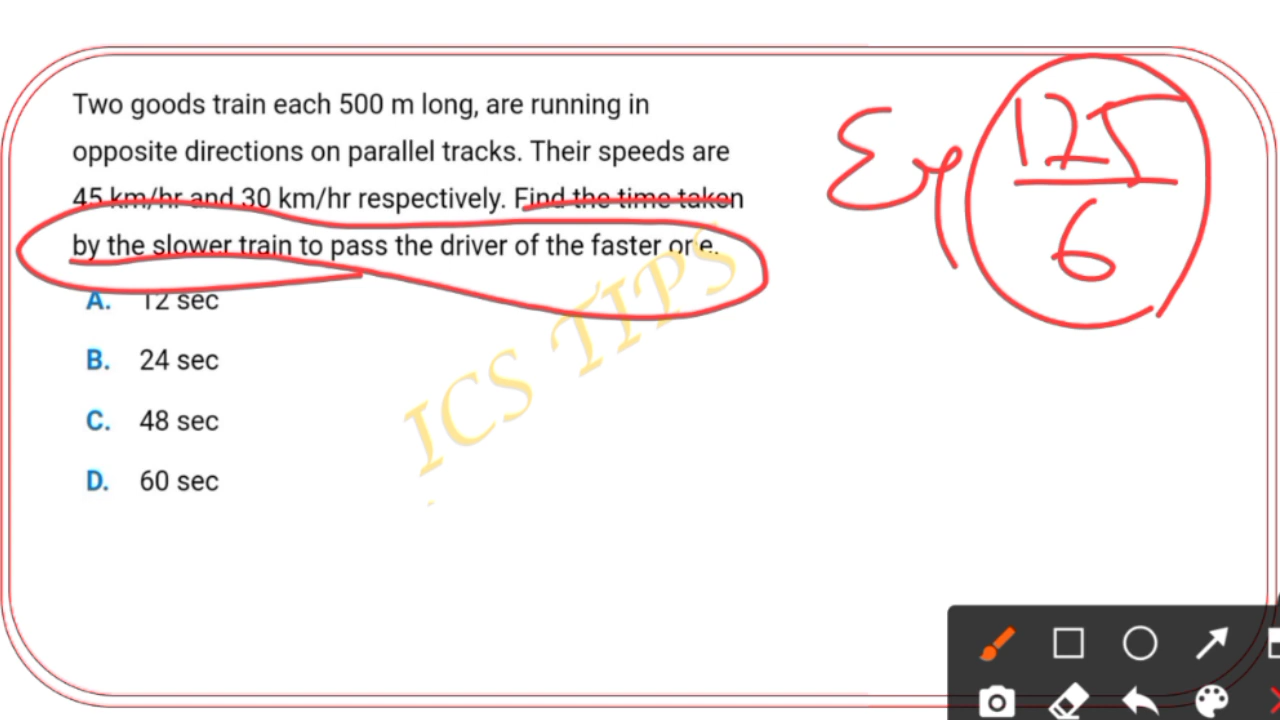 Two goods train each 500 m long, are running in
opposite directions on parallel tracks. Their speeds are
45 km/hr and 30 km/hr respectively. Find the time taken
by the slower train to pass the driver of the faster one.
A. 12 sec
B. 24 sec
C. 48 sec
D. 60 sec
ICS TIPS
125
6